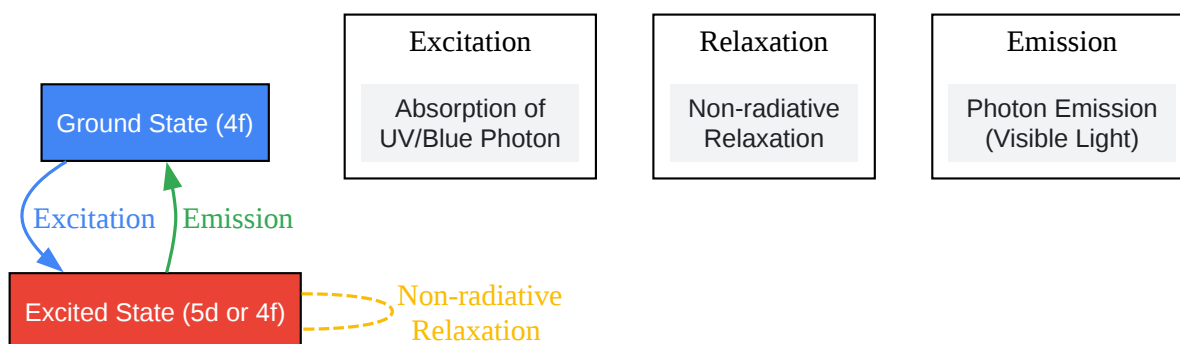 Excitation
Absorption of
UV/Blue Photon
Relaxation
Non-radiative
Relaxation
Emission
Photon Emission
(Visible Light)
Ground State (4f)
Excitation
Emission
Excited State (5d or 4f)
Non-radiative
Relaxation